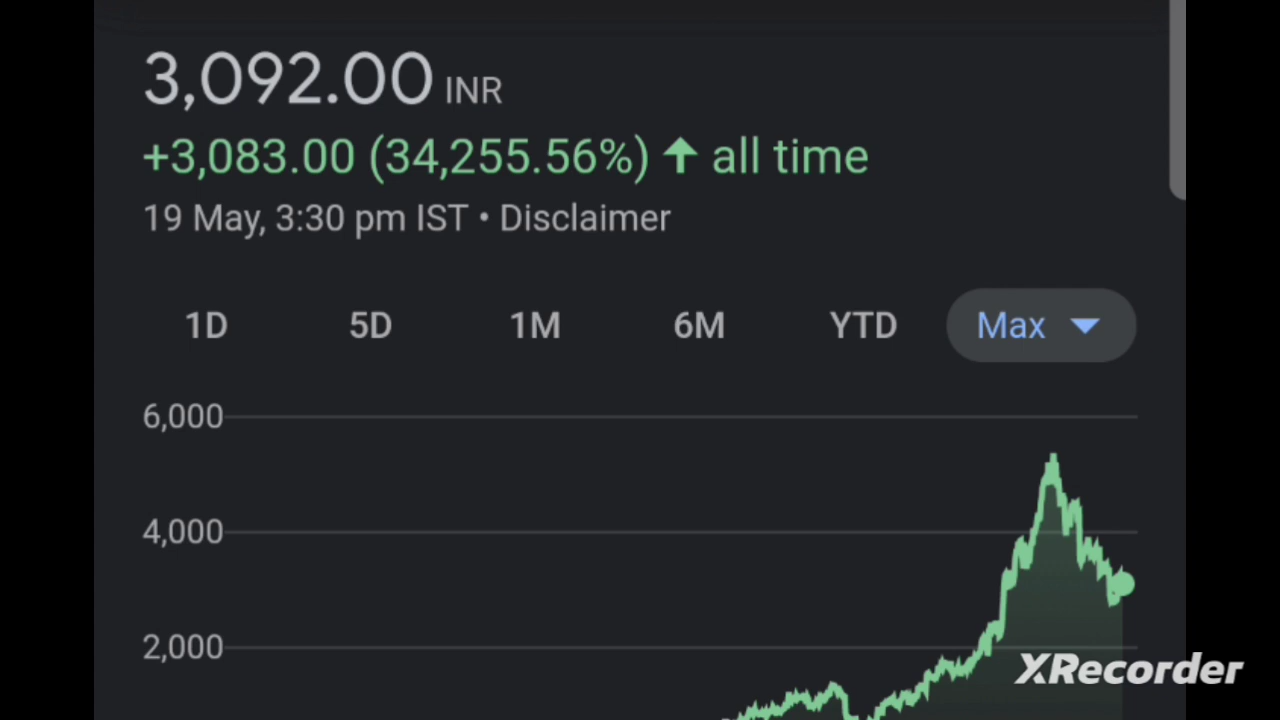 3,092.00 INR
+3,083.00 (34,255.56%) ↑ all time
19 May, 3:30 pm IST • Disclaimer
1D 5D 1M 6M YTD Max
6,000
4,000
2,000
XRecorder